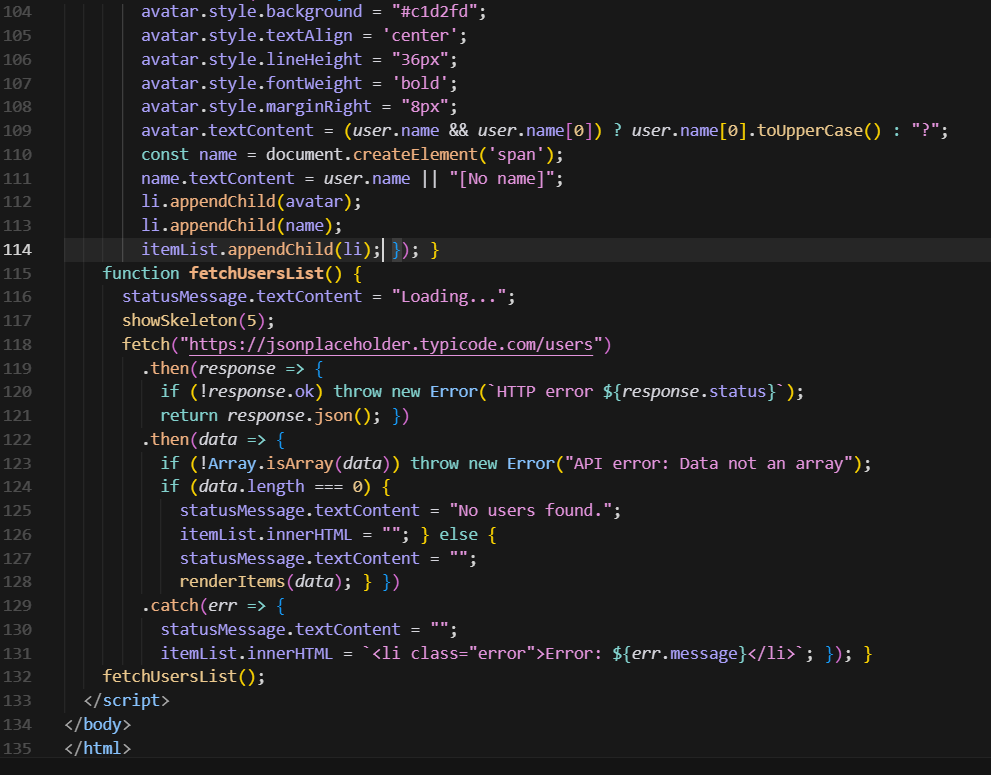 104 avatar.style.background = "#c1d2fd";
105 avatar.style.textAlign = 'center';
106 avatar.style.lineHeight = "36px";
107 avatar.style.fontWeight = 'bold';
108 avatar.style.marginRight = "8px";
109 avatar.textContent = (user.name && user.name[0]) ? user.name[0].toUpperCase() : "?";
110 const name = document.createElement('span');
111 name.textContent = user.name || "[No name]";
112 li.appendChild(avatar);
113 li.appendChild(name);
114 itemList.appendChild(li); }); }
115 function fetchUsersList() {
116 statusMessage.textContent = "Loading...";
117 showSkeleton(5);
118 fetch("https://jsonplaceholder.typicode.com/users")
119 .then(response => {
120 if (!response.ok) throw new Error(`HTTP error ${response.status}`);
121 return response.json(); })
122 .then(data => {
123 if (!Array.isArray(data)) throw new Error("API error: Data not an array");
124 if (data.length === 0) {
125 statusMessage.textContent = "No users found.";
126 itemList.innerHTML = ""; } else {
127 statusMessage.textContent = "";
128 renderItems(data); } })
129 .catch(err => {
130 statusMessage.textContent = "";
131 itemList.innerHTML = `<li class="error">Error: ${err.message}</li>`; }); }
132 fetchUsersList();
133 </script>
134 </body>
135 </html>